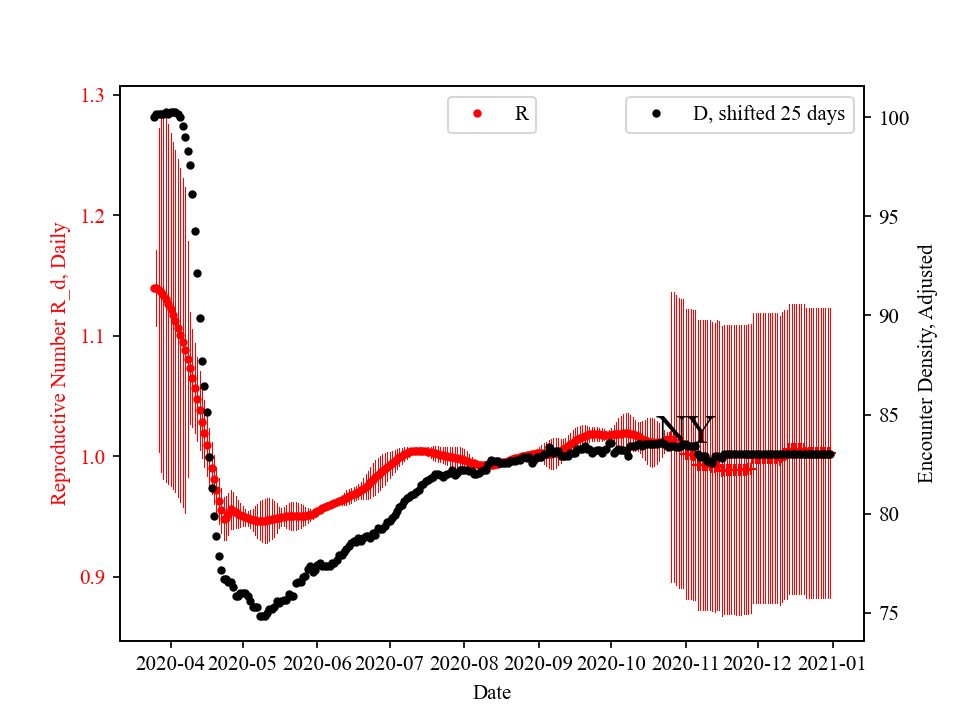 R
D, shifted 25 days
1.3
1.2
1.1
1.0
0.9
Reproductive Number R_d, Daily
100
95
90
85
80
75
Encounter Density, Adjusted
NY
2020-04 2020-05 2020-06 2020-07 2020-08 2020-09 2020-10 2020-11 2020-12 2021-01
Date